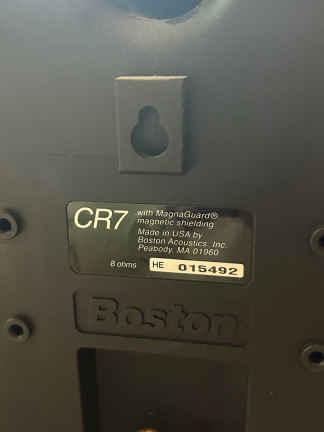 CR7 with MagnaGuard®
magnetic shielding
Made in USA by
Boston Acoustics, Inc.
Peabody, MA 01960
8 ohms HE 015492
Boston